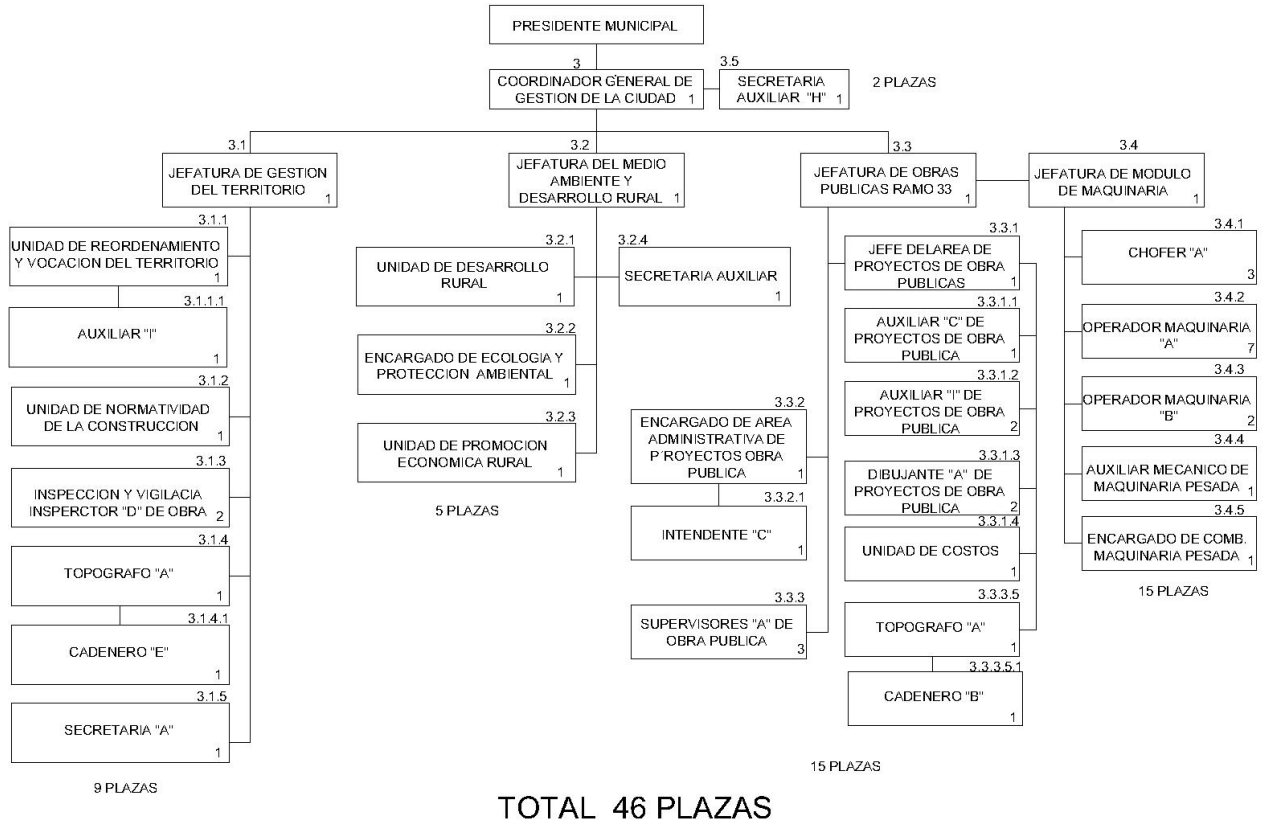 PRESIDENTE MUNICIPAL
3
COORDINADOR GENERAL DE
GESTION DE LA CIUDAD 1
3.5
SECRETARIA
AUXILIAR "H" 1
2 PLAZAS
3.1
JEFATURA DE GESTION
DEL TERRITORIO
1
3.1.1
UNIDAD DE REORDENAMIENTO
Y VOCACION DEL TERRITORIO
1
3.1.1.1
AUXILIAR "I"
1
3.1.2
UNIDAD DE NORMATIVIDAD
DE LA CONSTRUCCION
1
3.1.3
INSPECCION Y VIGILACIA
INSPERCTOR "D" DE OBRA
2
3.1.4
TOPOGRAFO "A"
1
3.1.4.1
CADENERO "E"
1
3.1.5
SECRETARIA "A"
1
9 PLAZAS
3.2
JEFATURA DEL MEDIO
AMBIENTE Y
DESARROLLO RURAL 1
3.2.1
UNIDAD DE DESARROLLO
RURAL
1
3.2.4
SECRETARIA AUXILIAR
1
3.2.2
ENCARGADO DE ECOLOGIA Y
PROTECCION AMBIENTAL
1
3.2.3
UNIDAD DE PROMOCION
ECONOMICA RURAL
1
5 PLAZAS
3.3
JEFATURA DE OBRAS
PUBLICAS RAMO 33
1
3.3.1
JEFE DELAREA DE
PROYECTOS DE OBRA
PUBLICAS
1
3.3.1.1
AUXILIAR "C" DE
PROYECTOS DE OBRA
PUBLICA
1
3.3.1.2
AUXILIAR "I" DE
PROYECTOS DE OBRA
PUBLICA
2
3.3.1.3
DIBUJANTE "A" DE
PROYECTOS DE OBRA
PUBLICA
2
3.3.1.4
UNIDAD DE COSTOS
1
3.3.3.5
TOPOGRAFO "A"
1
3.3.3.5.1
CADENERO "B"
1
3.3.2
ENCARGADO DE AREA
ADMINISTRATIVA DE
P´ROYECTOS OBRA
PUBLICA
1
3.3.2.1
INTENDENTE "C"
1
3.3.3
SUPERVISORES "A" DE
OBRA PUBLICA
3
15 PLAZAS
3.4
JEFATURA DE MODULO
DE MAQUINARIA
1
3.4.1
CHOFER "A"
3
3.4.2
OPERADOR MAQUINARIA
"A"
7
3.4.3
OPERADOR MAQUINARIA
"B"
2
3.4.4
AUXILIAR MECANICO DE
MAQUINARIA PESADA 1
3.4.5
ENCARGADO DE COMB.
MAQUINARIA PESADA 1
15 PLAZAS
TOTAL 46 PLAZAS